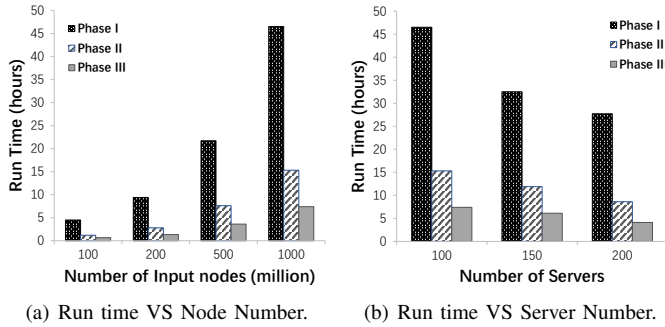 50
45
40
35
30
25
20
15
10
5
0
Run Time (hours)
Phase I
Phase II
Phase III
100 200 500 1000
Number of Input nodes (million)
(a) Run time VS Node Number.
50
45
40
35
30
25
20
15
10
5
0
Run Time (hours)
Phase I
Phase II
Phase II
100 150 200
Number of Servers
(b) Run time VS Server Number.